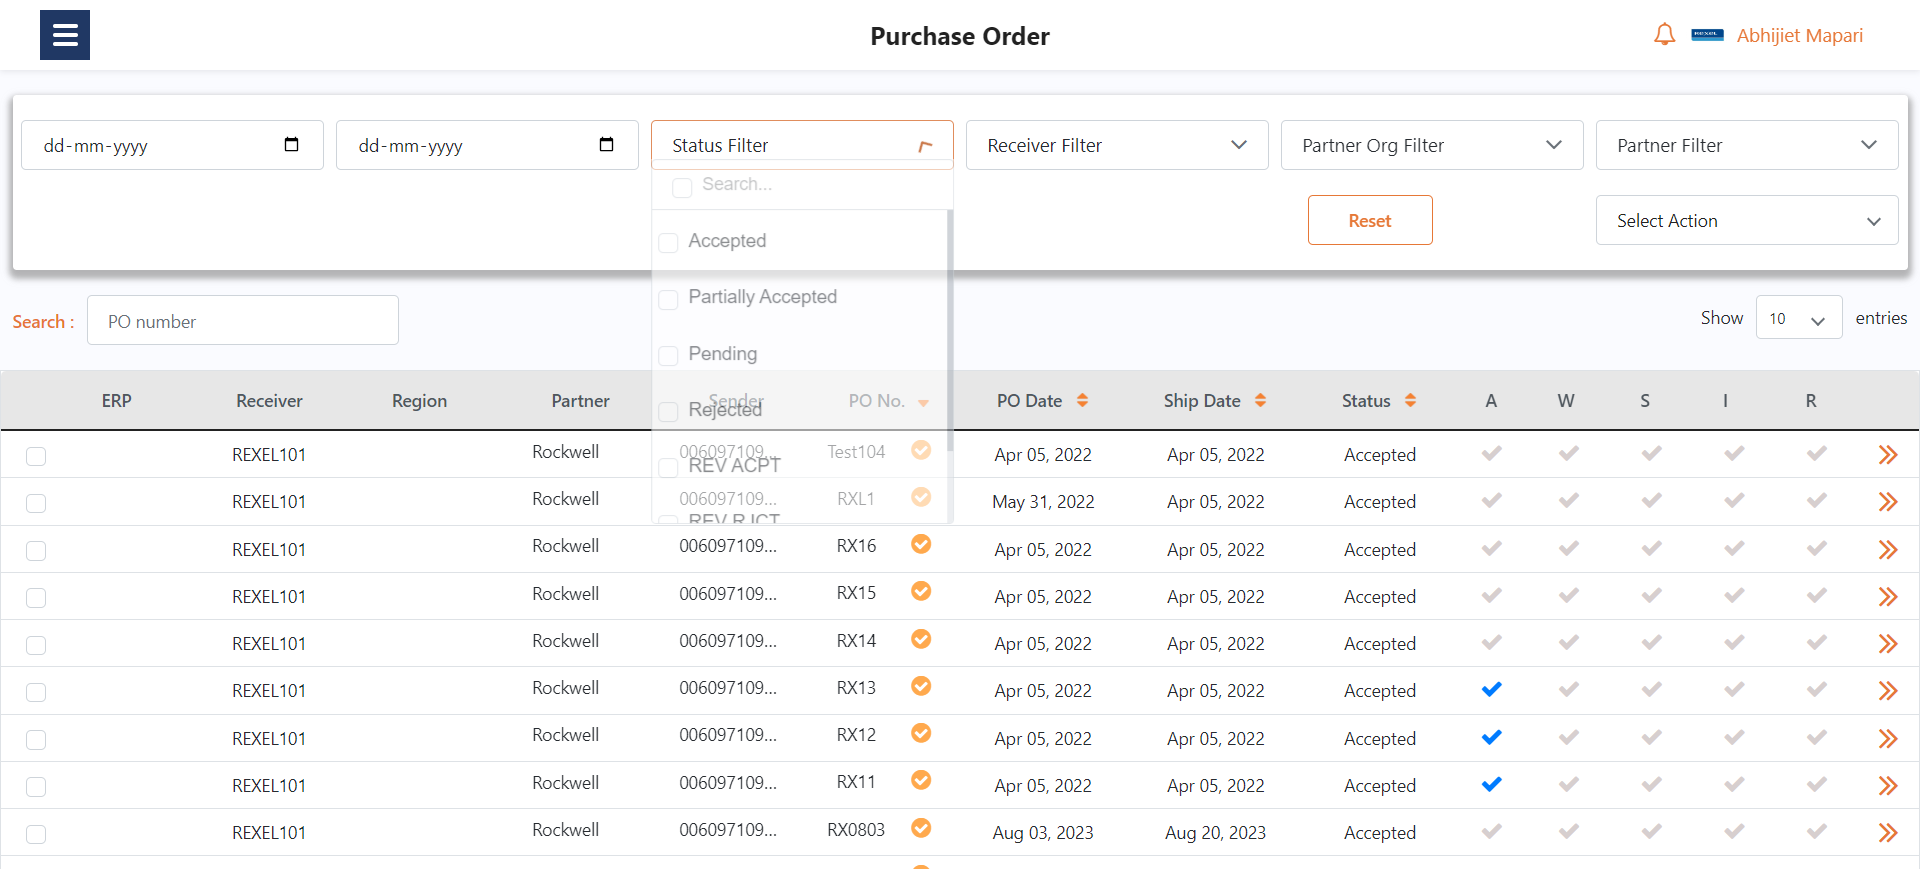 Purchase Order
REXEL
Abhijiet Mapari
dd-mm-yyyy
dd-mm-yyyy
Status Filter
Receiver Filter
Partner Org Filter
Partner Filter
Search...
Accepted
Partially Accepted
Pending
Rejected
REV ACPT
REV RJCT
Reset
Select Action
Search :
PO number
Show 10 entries
ERP Receiver Region Partner Sender PO No. PO Date Ship Date Status A W S I R
REXEL101 Rockwell 006097109... Test104 Apr 05, 2022 Apr 05, 2022 Accepted
REXEL101 Rockwell 006097109... RXL1 May 31, 2022 Apr 05, 2022 Accepted
REXEL101 Rockwell 006097109... RX16 Apr 05, 2022 Apr 05, 2022 Accepted
REXEL101 Rockwell 006097109... RX15 Apr 05, 2022 Apr 05, 2022 Accepted
REXEL101 Rockwell 006097109... RX14 Apr 05, 2022 Apr 05, 2022 Accepted
REXEL101 Rockwell 006097109... RX13 Apr 05, 2022 Apr 05, 2022 Accepted
REXEL101 Rockwell 006097109... RX12 Apr 05, 2022 Apr 05, 2022 Accepted
REXEL101 Rockwell 006097109... RX11 Apr 05, 2022 Apr 05, 2022 Accepted
REXEL101 Rockwell 006097109... RX0803 Aug 03, 2023 Aug 20, 2023 Accepted